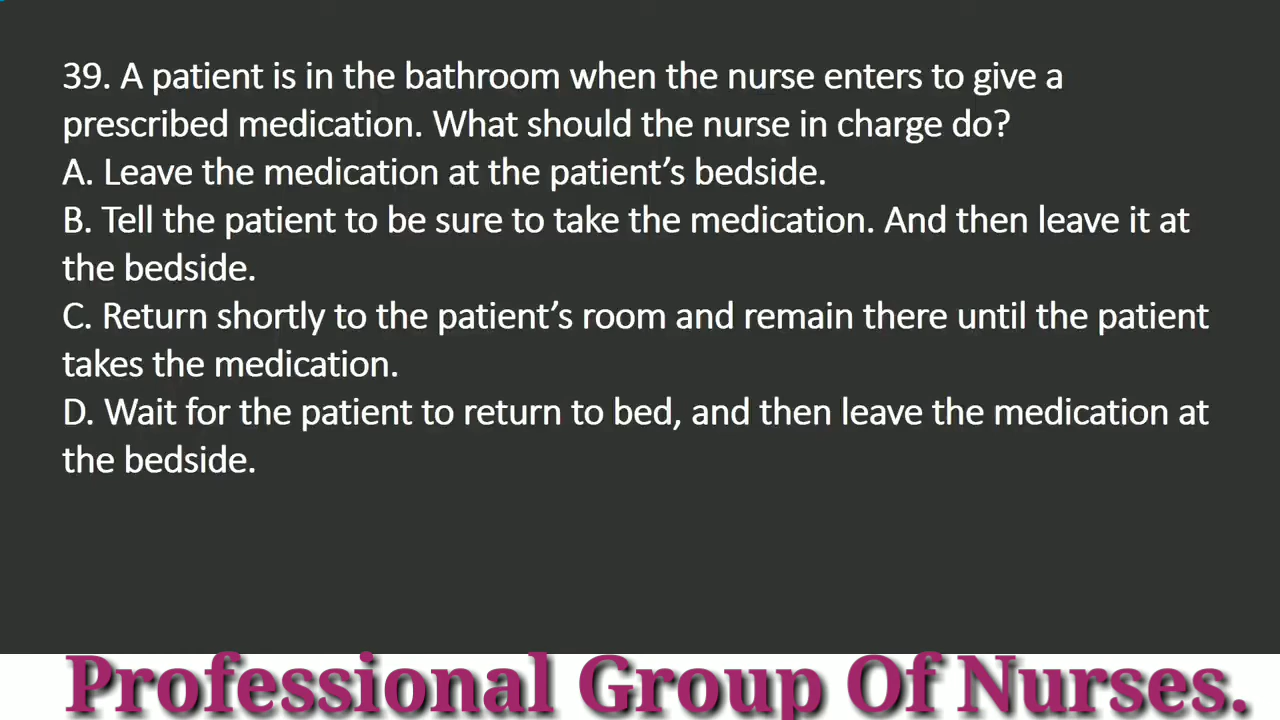 39. A patient is in the bathroom when the nurse enters to give a
prescribed medication. What should the nurse in charge do?
A. Leave the medication at the patient’s bedside.
B. Tell the patient to be sure to take the medication. And then leave it at
the bedside.
C. Return shortly to the patient’s room and remain there until the patient
takes the medication.
D. Wait for the patient to return to bed, and then leave the medication at
the bedside.
Professional Group Of Nurses.